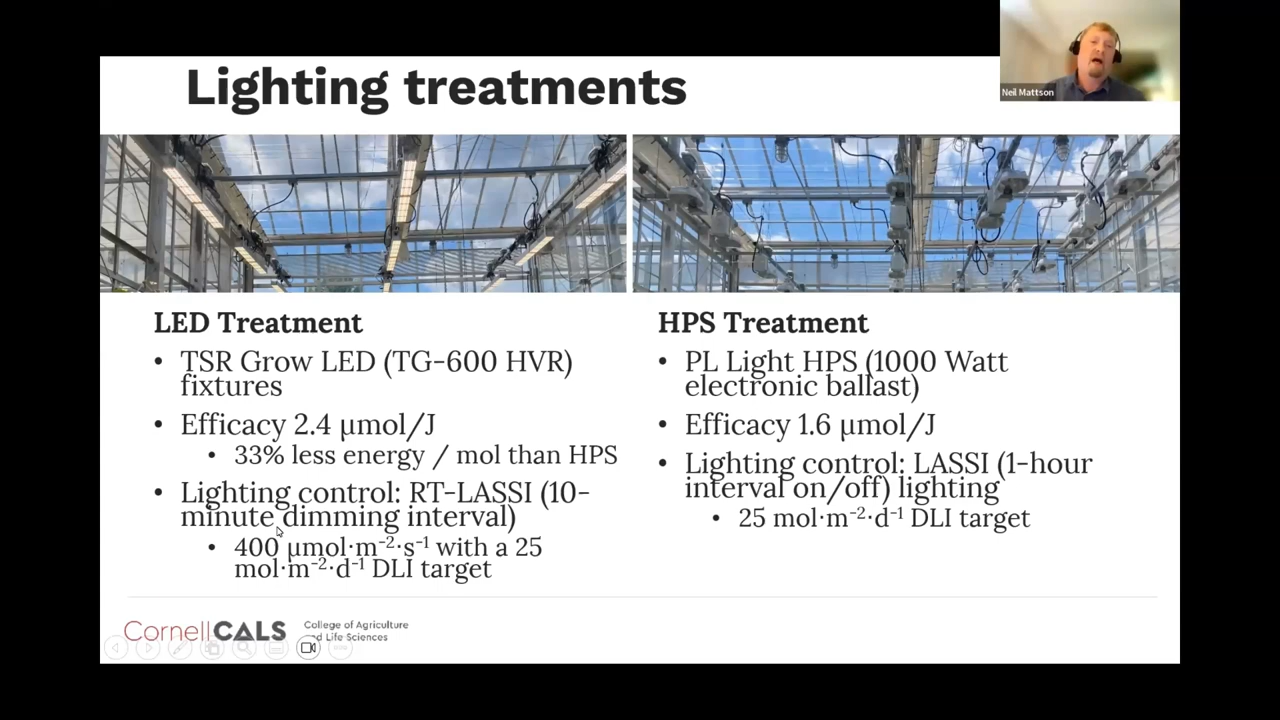 Lighting treatments
Neil Mattson
LED Treatment
• TSR Grow LED (TG-600 HVR)
fixtures
• Efficacy 2.4 µmol/J
• 33% less energy / mol than HPS
• Lighting control: RT-LASSI (10-
minute dimming interval)
• 400 µmol·m⁻²·s⁻¹ with a 25
mol·m⁻²·d⁻¹ DLI target
HPS Treatment
• PL Light HPS (1000 Watt
electronic ballast)
• Efficacy 1.6 µmol/J
• Lighting control: LASSI (1-hour
interval on/off) lighting
• 25 mol·m⁻²·d⁻¹ DLI target
CornellCALS
College of Agriculture
and Life Sciences